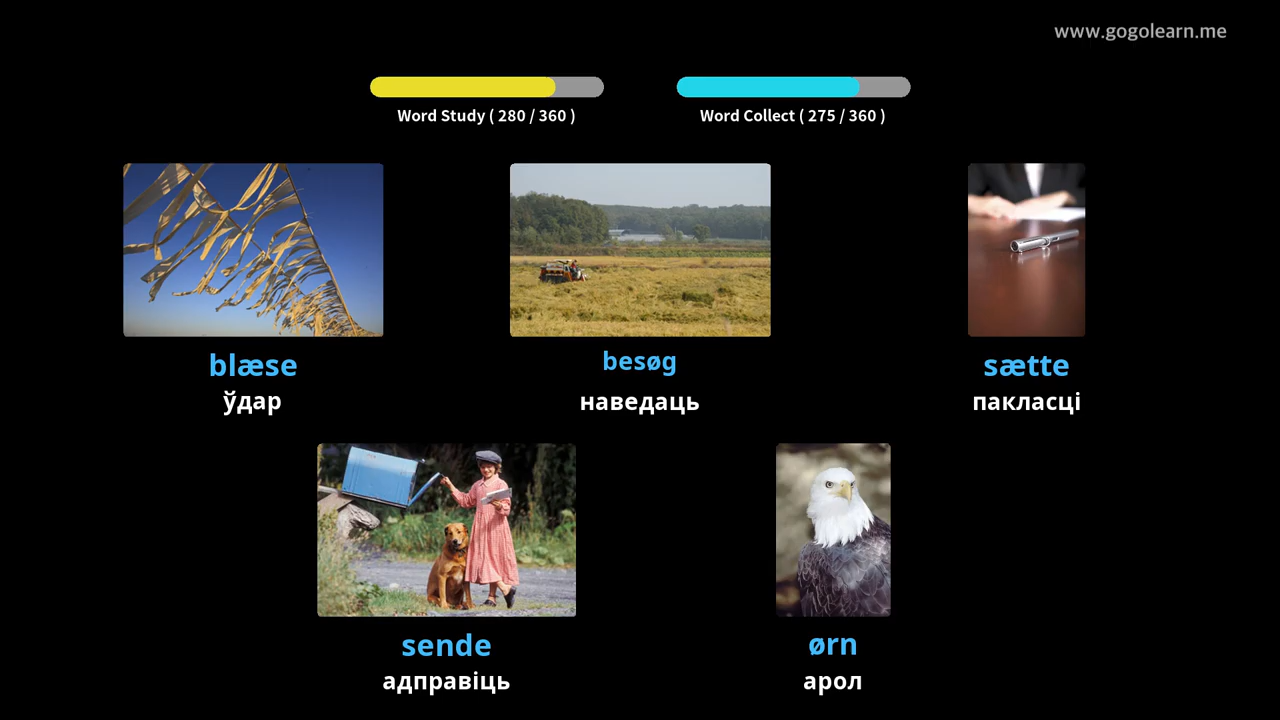 www.gogolearn.me
Word Study ( 280 / 360 )
Word Collect ( 275 / 360 )
blæse
ўдар
besøg
наведаць
sætte
пакласці
sende
адправіць
ørn
арол